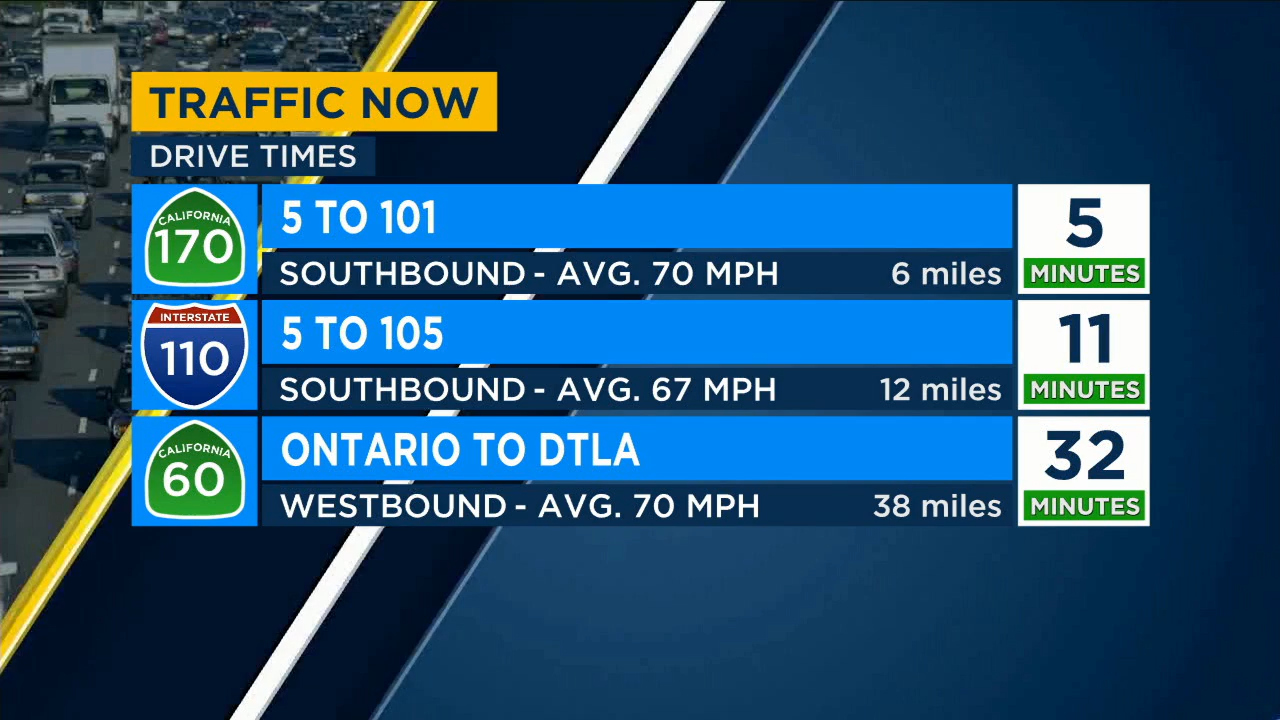 TRAFFIC NOW
DRIVE TIMES
CALIFORNIA
170
5 TO 101
SOUTHBOUND - AVG. 70 MPH
6 miles
5
MINUTES
INTERSTATE
110
5 TO 105
SOUTHBOUND - AVG. 67 MPH
12 miles
11
MINUTES
CALIFORNIA
60
ONTARIO TO DTLA
WESTBOUND - AVG. 70 MPH
38 miles
32
MINUTES